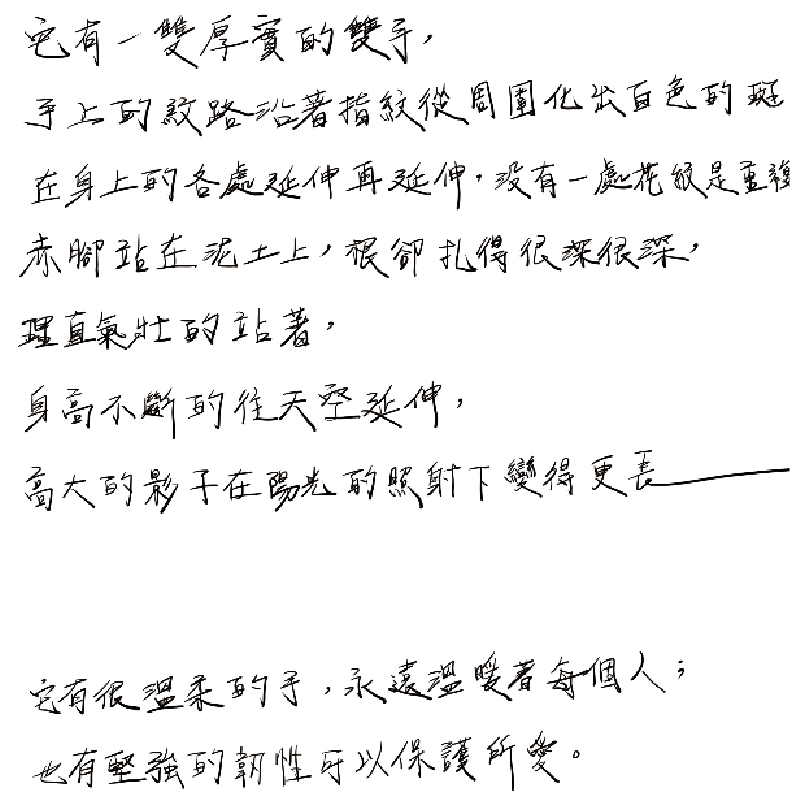 它有一雙厚實的雙手，
手上的紋路沿著指紋從周圍化出白色的斑
在身上的各處延伸再延伸，沒有一處花紋是重複
赤腳站在泥土上，根卻扎得很深很深，
理直氣壯的站著，
身高不斷的往天空延伸，
高大的影子在陽光的照射下變得更長——
它有很溫柔的手，永遠溫暖著每個人；
也有堅強的韌性可以保護所愛。